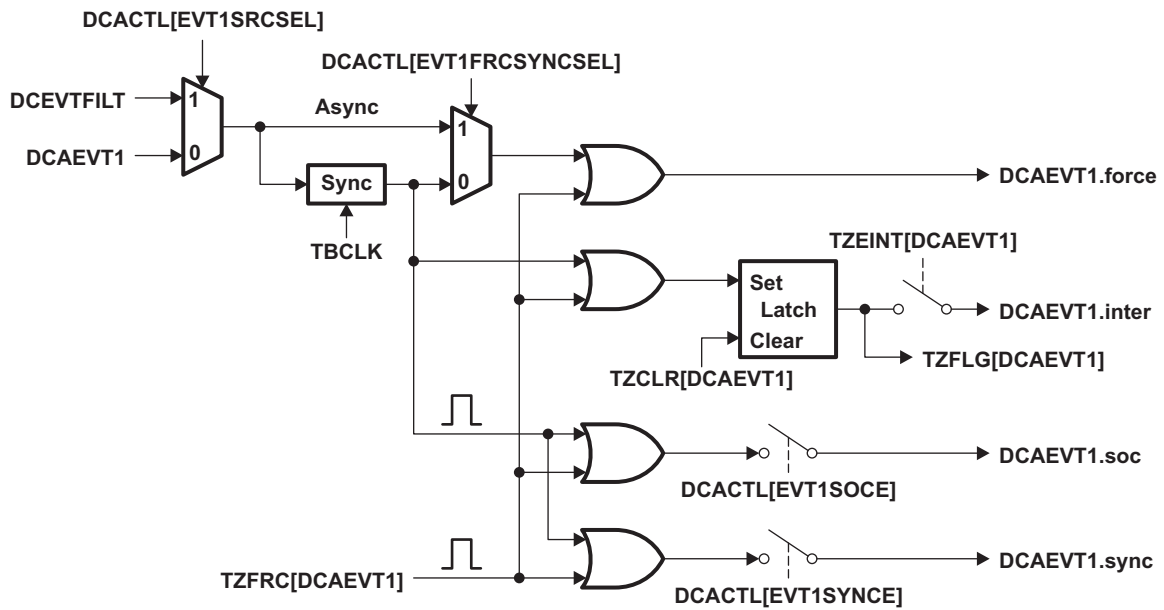 DCACTL[EVT1SRCSEL]
DCACTL[EVT1FRCSYNCSEL]
DCEVTFILT
1
Async
1
DCAEVT1
0
Sync
0
DCAEVT1.force
TBCLK
TZEINT[DCAEVT1]
Set
Latch
DCAEVT1.inter
Clear
TZFLG[DCAEVT1]
TZCLR[DCAEVT1]
DCAEVT1.soc
DCACTL[EVT1SOCE]
DCAEVT1.sync
TZFRC[DCAEVT1]
DCACTL[EVT1SYNCE]